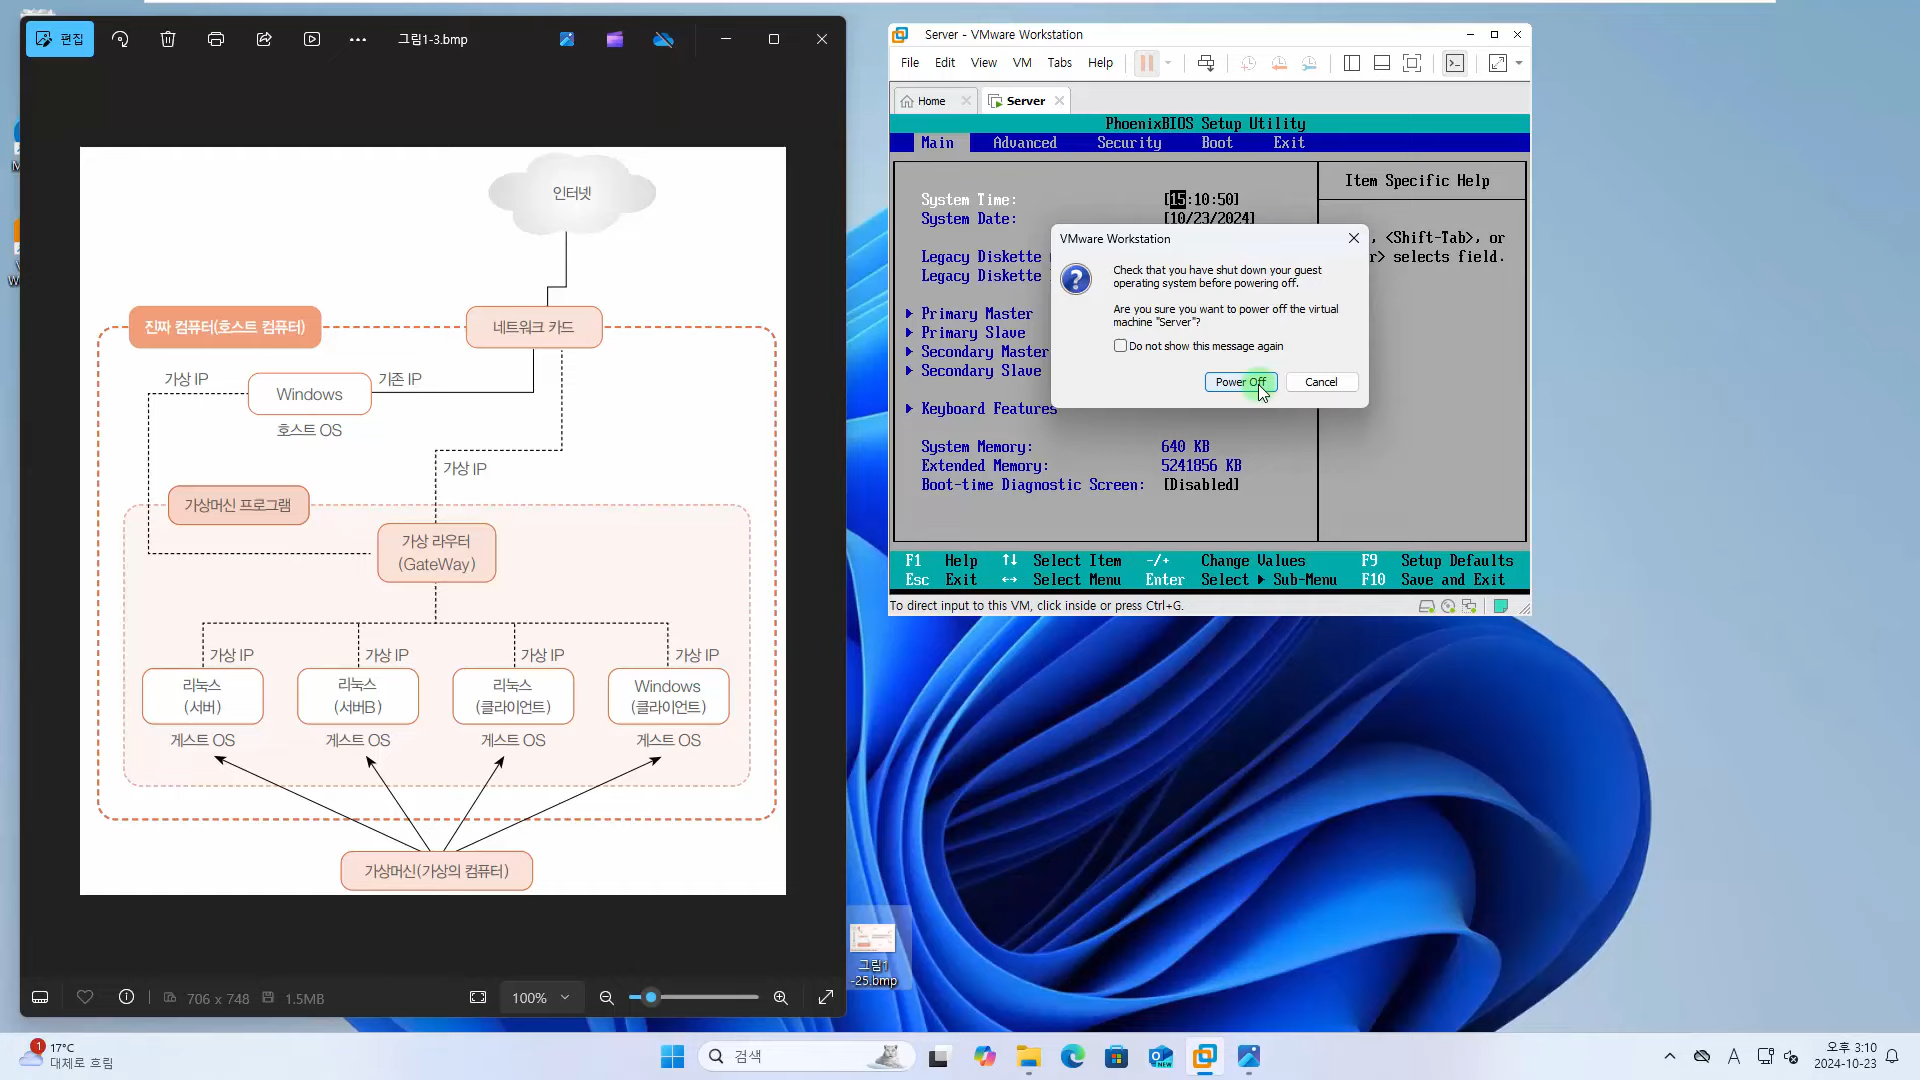 편집
그림1-3.bmp
인터넷
진짜 컴퓨터(호스트 컴퓨터)
네트워크 카드
가상 IP
기존 IP
Windows
호스트 OS
가상 IP
가상머신 프로그램
가상 라우터
(GateWay)
가상 IP
가상 IP
가상 IP
가상 IP
리눅스
(서버)
리눅스
(서버B)
리눅스
(클라이언트)
Windows
(클라이언트)
게스트 OS
게스트 OS
게스트 OS
게스트 OS
가상머신(가상의 컴퓨터)
706 x 748
1.5MB
100%
Server - VMware Workstation
File Edit View VM Tabs Help
Home
Server
PhoenixBIOS Setup Utility
Main Advanced Security Boot Exit
Item Specific Help
System Time: [15:10:50]
System Date: [10/23/2024]
, <Shift-Tab>, or
r> selects field.
Legacy Diskette
Legacy Diskette
Primary Master
Primary Slave
Secondary Master
Secondary Slave
Keyboard Features
System Memory: 640 KB
Extended Memory: 5241856 KB
Boot-time Diagnostic Screen: [Disabled]
F1 Help ↑↓ Select Item -/+ Change Values F9 Setup Defaults
Esc Exit ↔ Select Menu Enter Select ▶ Sub-Menu F10 Save and Exit
To direct input to this VM, click inside or press Ctrl+G.
VMware Workstation
Check that you have shut down your guest
operating system before powering off.
Are you sure you want to power off the virtual
machine "Server"?
Do not show this message again
Power Off
Cancel
그림1
-25.bmp
1
17°C
대체로 흐림
검색
NEW
A
오후 3:10
2024-10-23